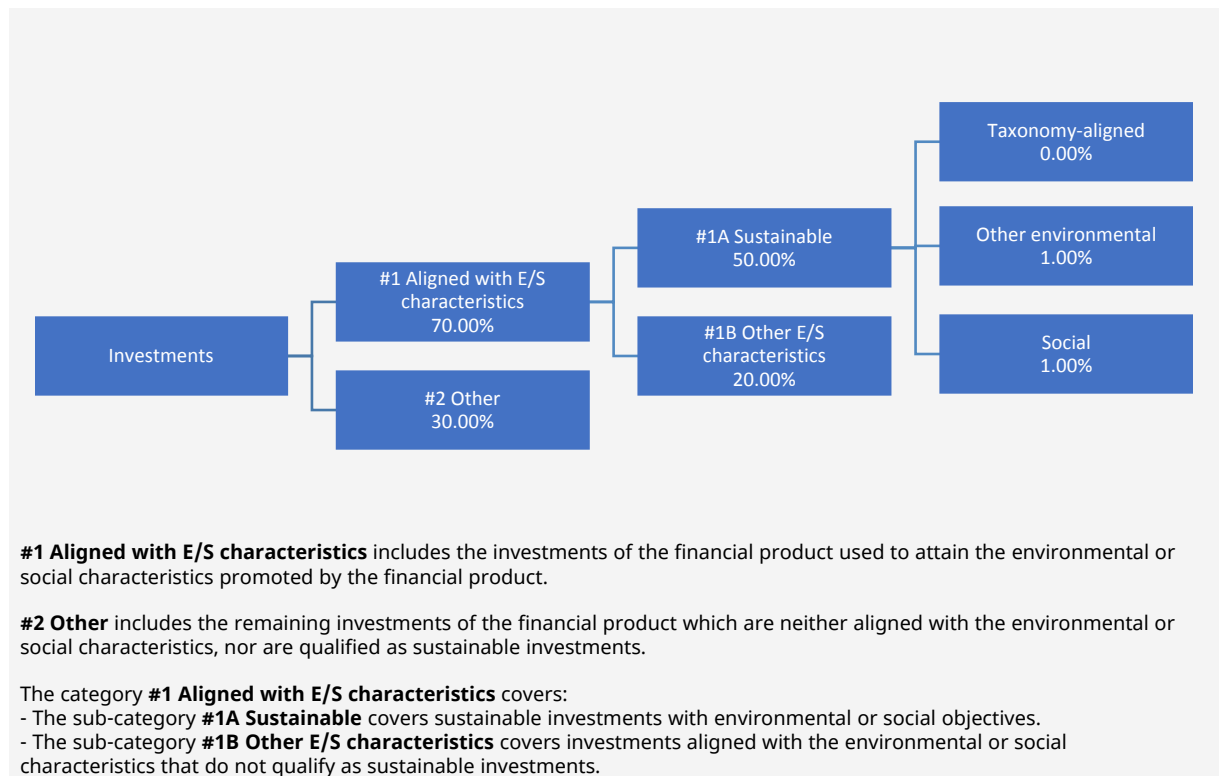 Investments
#1 Aligned with E/S
characteristics
70.00%
#2 Other
30.00%
#1A Sustainable
50.00%
#1B Other E/S
characteristics
20.00%
Taxonomy-aligned
0.00%
Other environmental
1.00%
Social
1.00%
#1 Aligned with E/S characteristics includes the investments of the financial product used to attain the environmental or
social characteristics promoted by the financial product.
#2 Other includes the remaining investments of the financial product which are neither aligned with the environmental or
social characteristics, nor are qualified as sustainable investments.
The category #1 Aligned with E/S characteristics covers:
- The sub-category #1A Sustainable covers sustainable investments with environmental or social objectives.
- The sub-category #1B Other E/S characteristics covers investments aligned with the environmental or social
characteristics that do not qualify as sustainable investments.